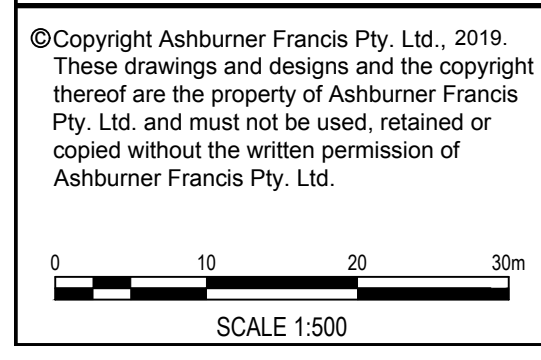 ©Copyright Ashburner Francis Pty. Ltd., 2019.
These drawings and designs and the copyright
thereof are the property of Ashburner Francis
Pty. Ltd. and must not be used, retained or
copied without the written permission of
Ashburner Francis Pty. Ltd.
0 10 20 30m
SCALE 1:500